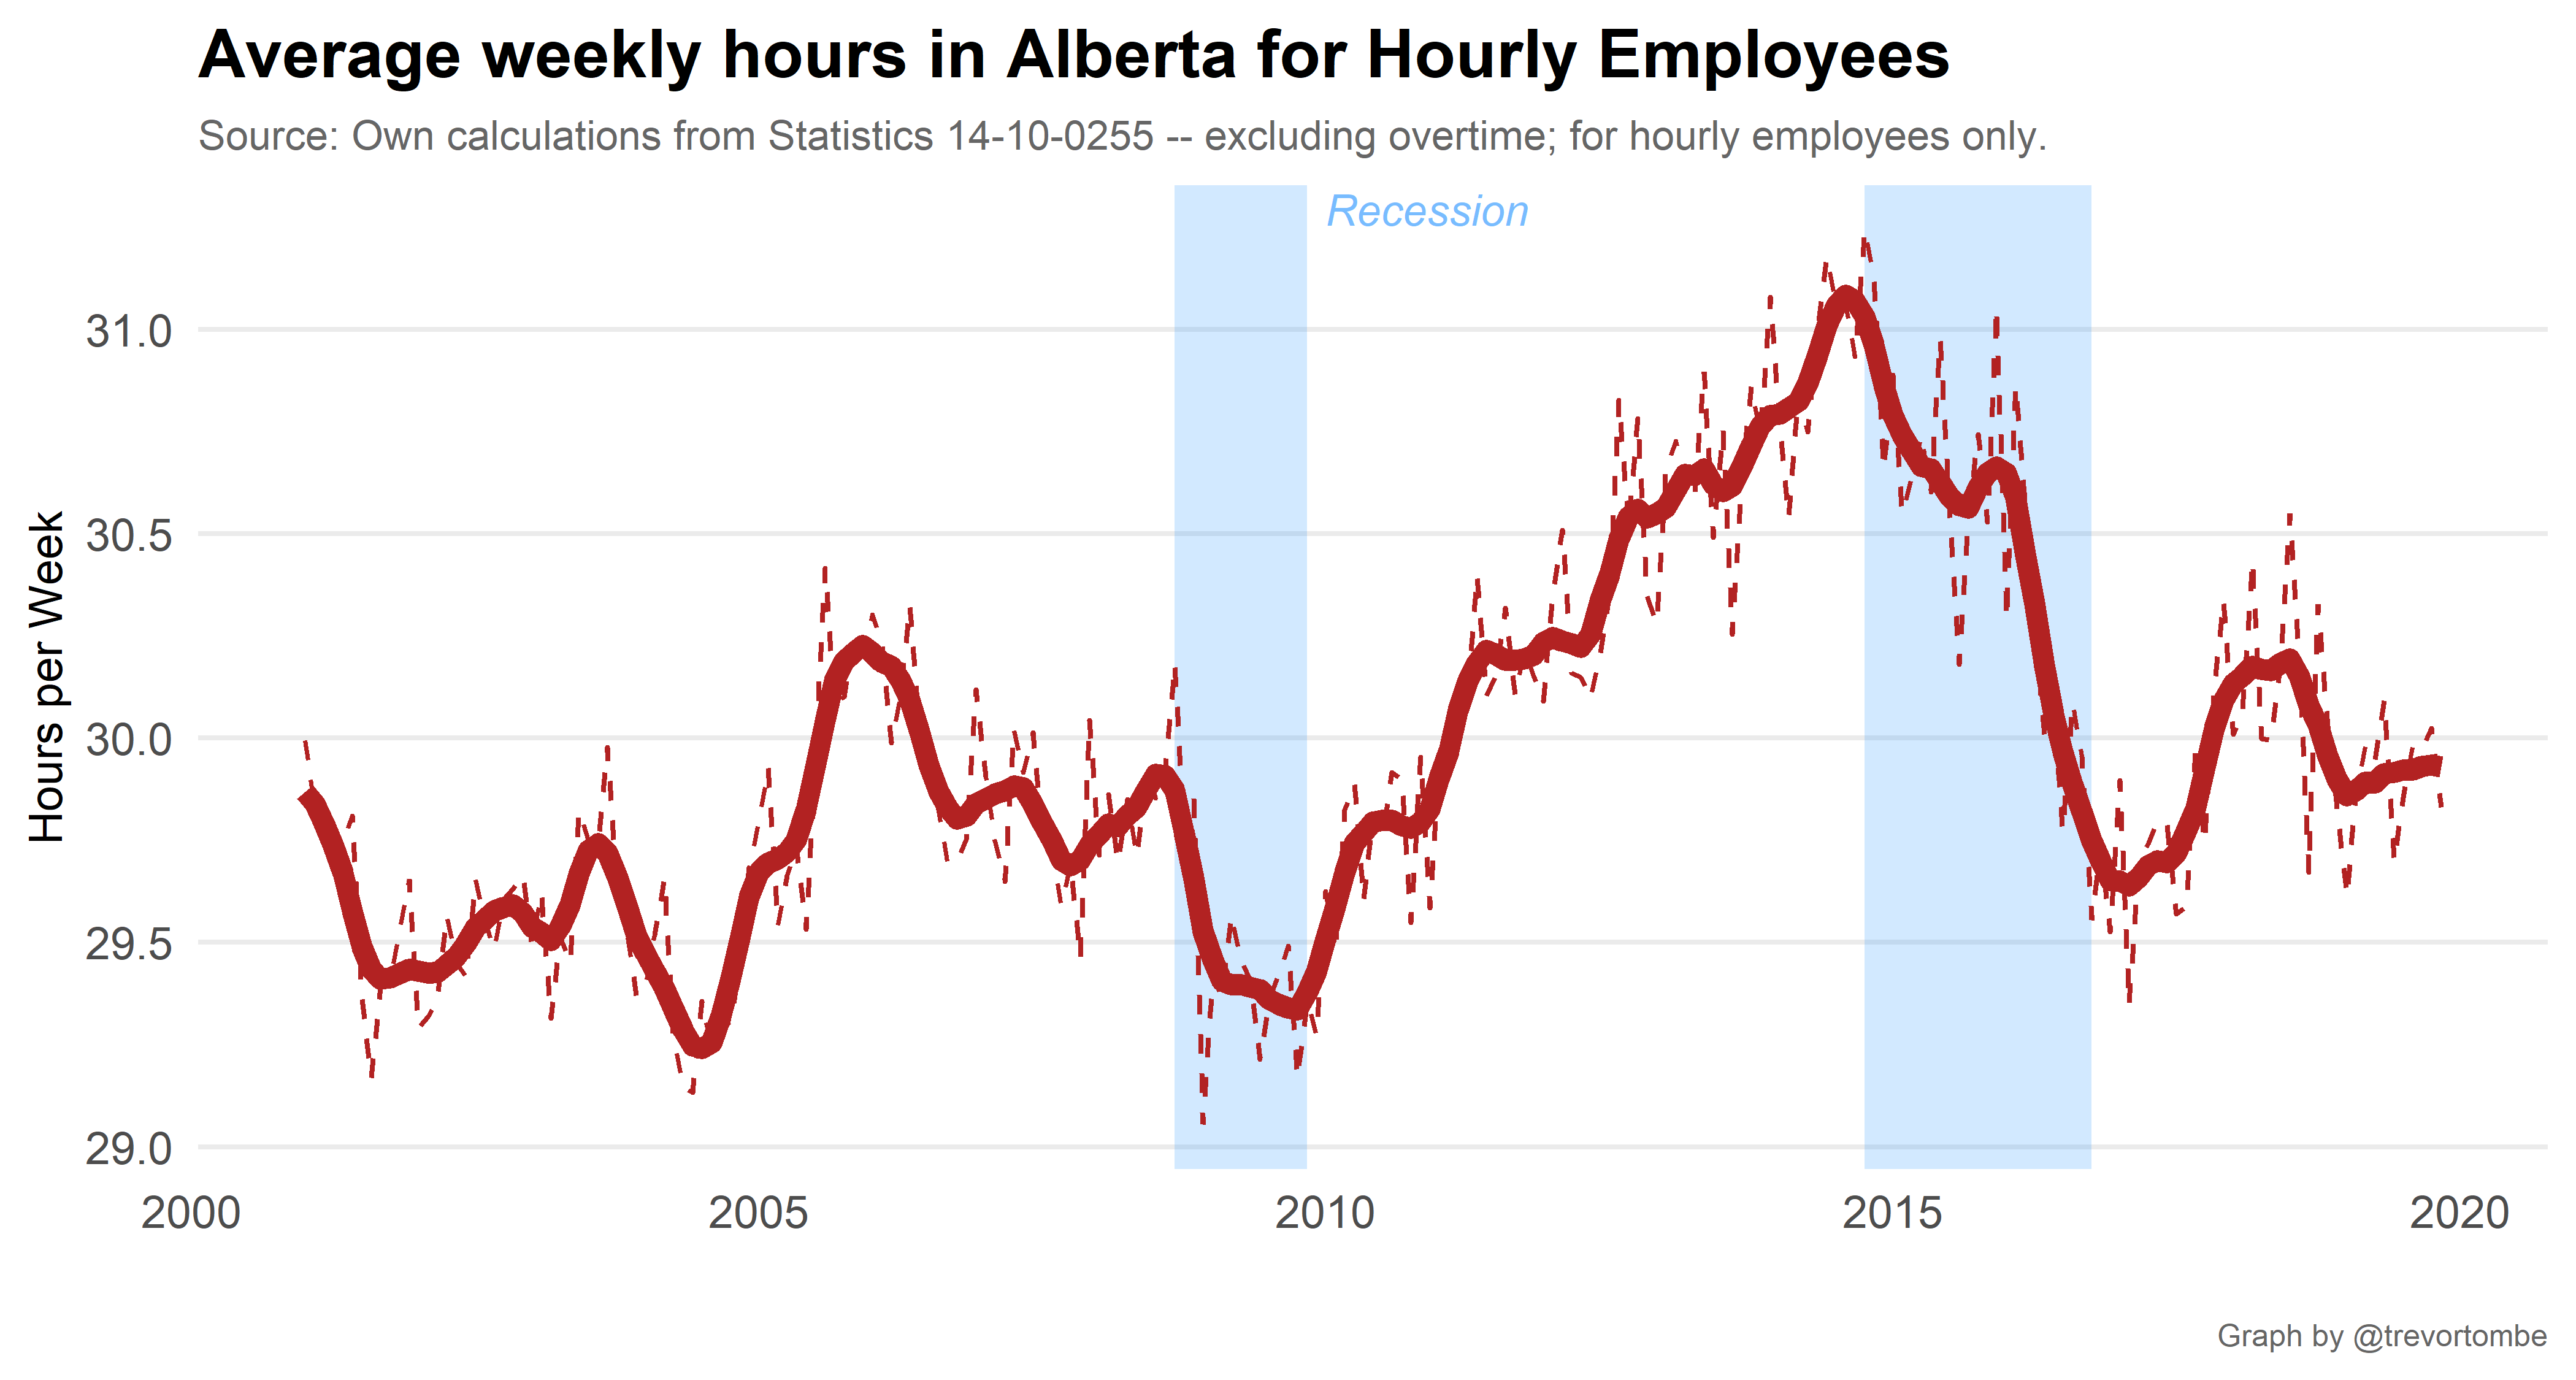 Average weekly hours in Alberta for Hourly Employees
Source: Own calculations from Statistics 14-10-0255 -- excluding overtime; for hourly employees only.
Recession
Hours per Week
31.0
30.5
30.0
29.5
29.0
2000 2005 2010 2015 2020
Graph by @trevortombe